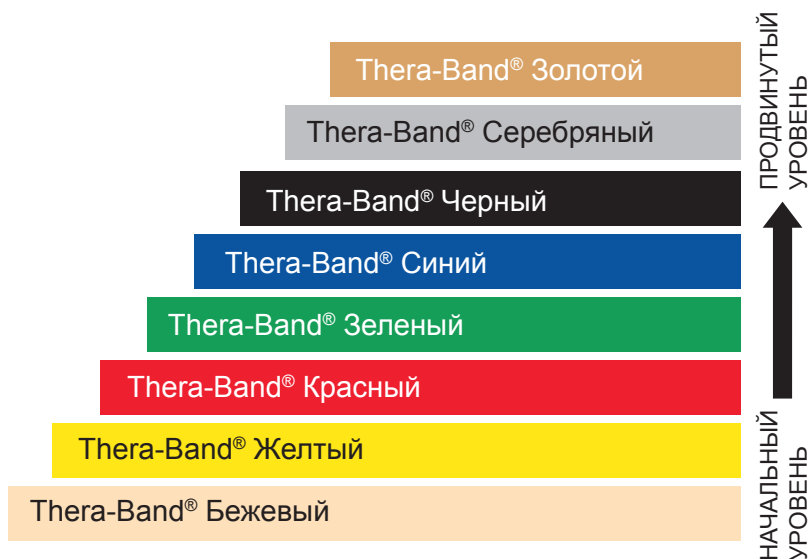 Thera-Band® Золотой
Thera-Band® Серебряный
Thera-Band® Черный
Thera-Band® Синий
Thera-Band® Зеленый
Thera-Band® Красный
Thera-Band® Желтый
Thera-Band® Бежевый
ПРОДВИНУТЫЙ
УРОВЕНЬ
НАЧАЛЬНЫЙ
УРОВЕНЬ